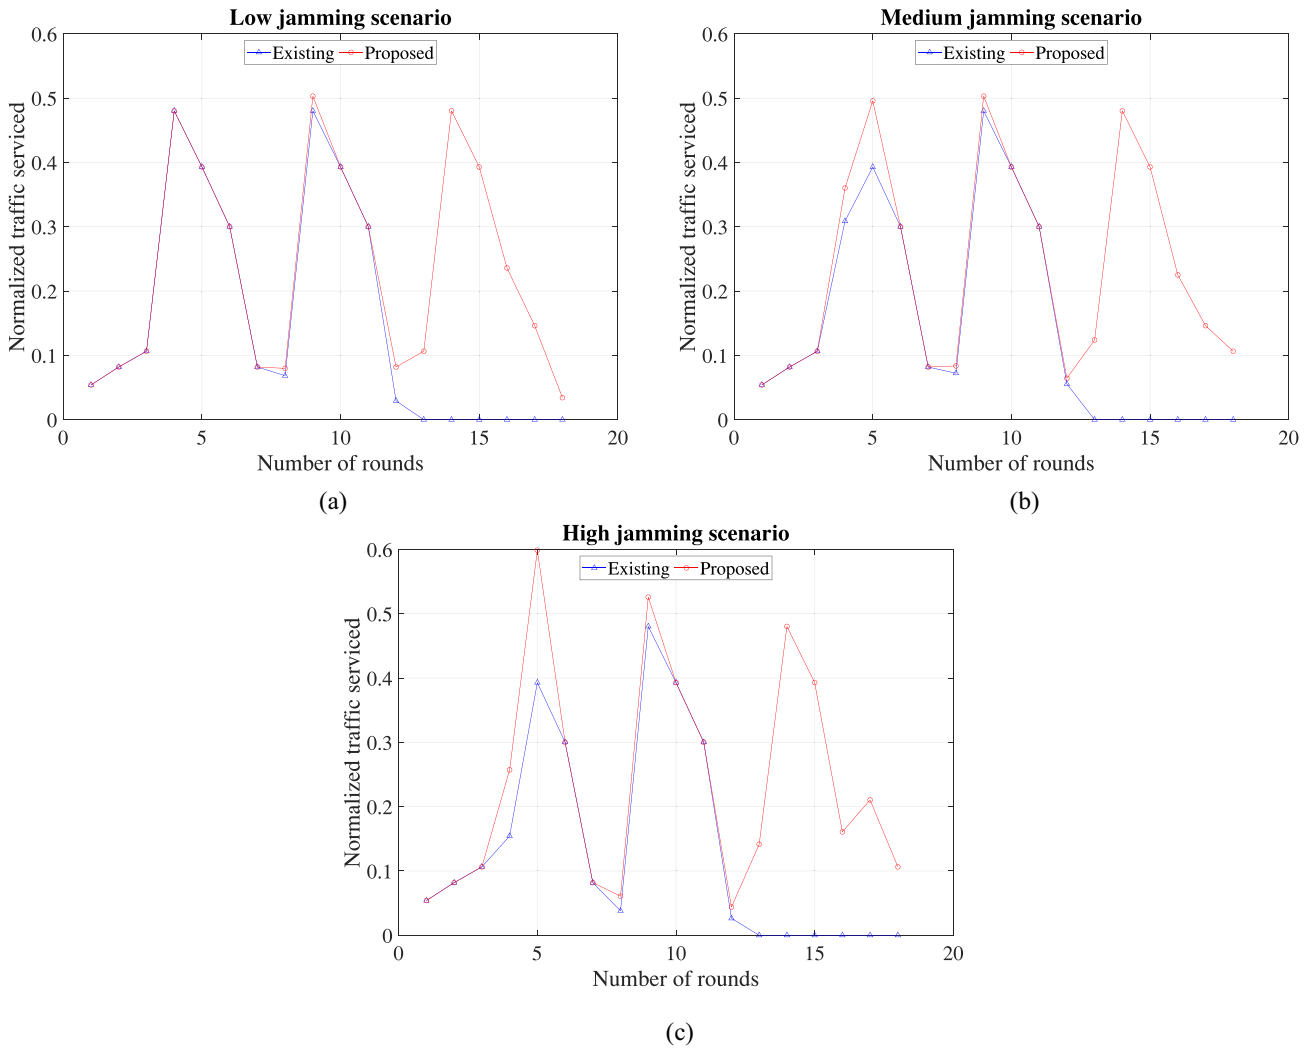 Low jamming scenario
Existing Proposed
Normalized traffic serviced
0.6
0.5
0.4
0.3
0.2
0.1
0
0 5 10 15 20
Number of rounds
(a)
Medium jamming scenario
Existing Proposed
Normalized traffic serviced
0.6
0.5
0.4
0.3
0.2
0.1
0
0 5 10 15 20
Number of rounds
(b)
High jamming scenario
Existing Proposed
Normalized traffic serviced
0.6
0.5
0.4
0.3
0.2
0.1
0
0 5 10 15 20
Number of rounds
(c)